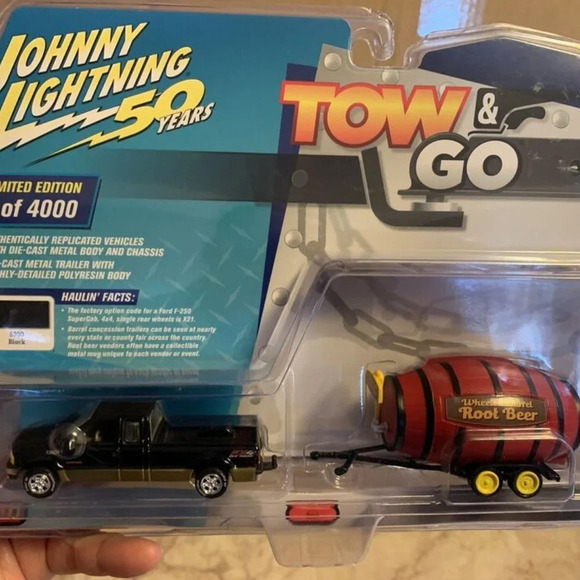 JOHNNY
LIGHTNING
50
YEARS
TOW &
GO
LIMITED EDITION
of 4000
AUTHENTICALLY REPLICATED VEHICLES
WITH DIE-CAST METAL BODY AND CHASSIS
-CAST METAL TRAILER WITH
HIGHLY-DETAILED POLYRESIN BODY
HAULIN' FACTS:
• The factory option code for a Ford F-250
SuperCab, 4x4, single rear wheels is X21.
• Barrel concession trailers can be seen at nearly
every state or county fair across the country.
Root beer vendors often have a collectible
metal mug unique to each vendor or event.
Black
Root Beer